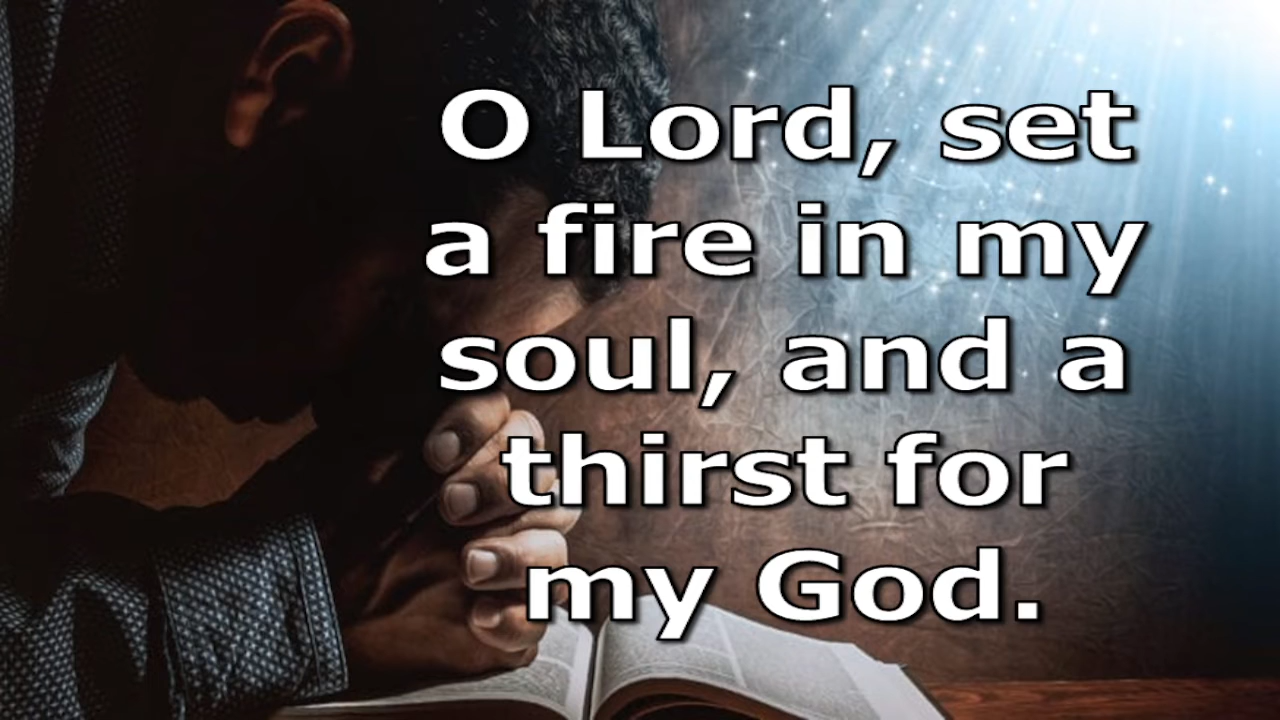 O Lord, set
a fire in my
soul, and a
thirst for
my God.